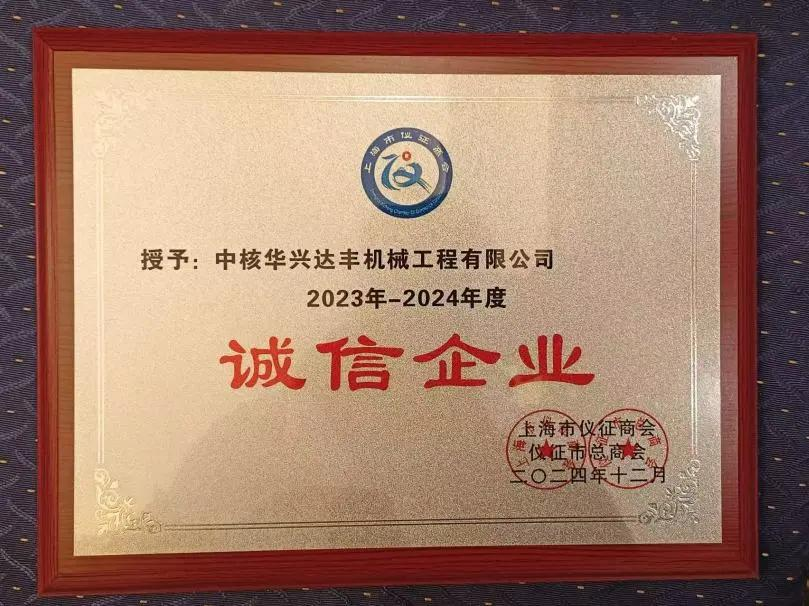 上海市仪征商会
授予：中核华兴达丰机械工程有限公司
2023年-2024年度
诚信企业
上海市仪征商会
仪征市总商会
二〇二四年十二月